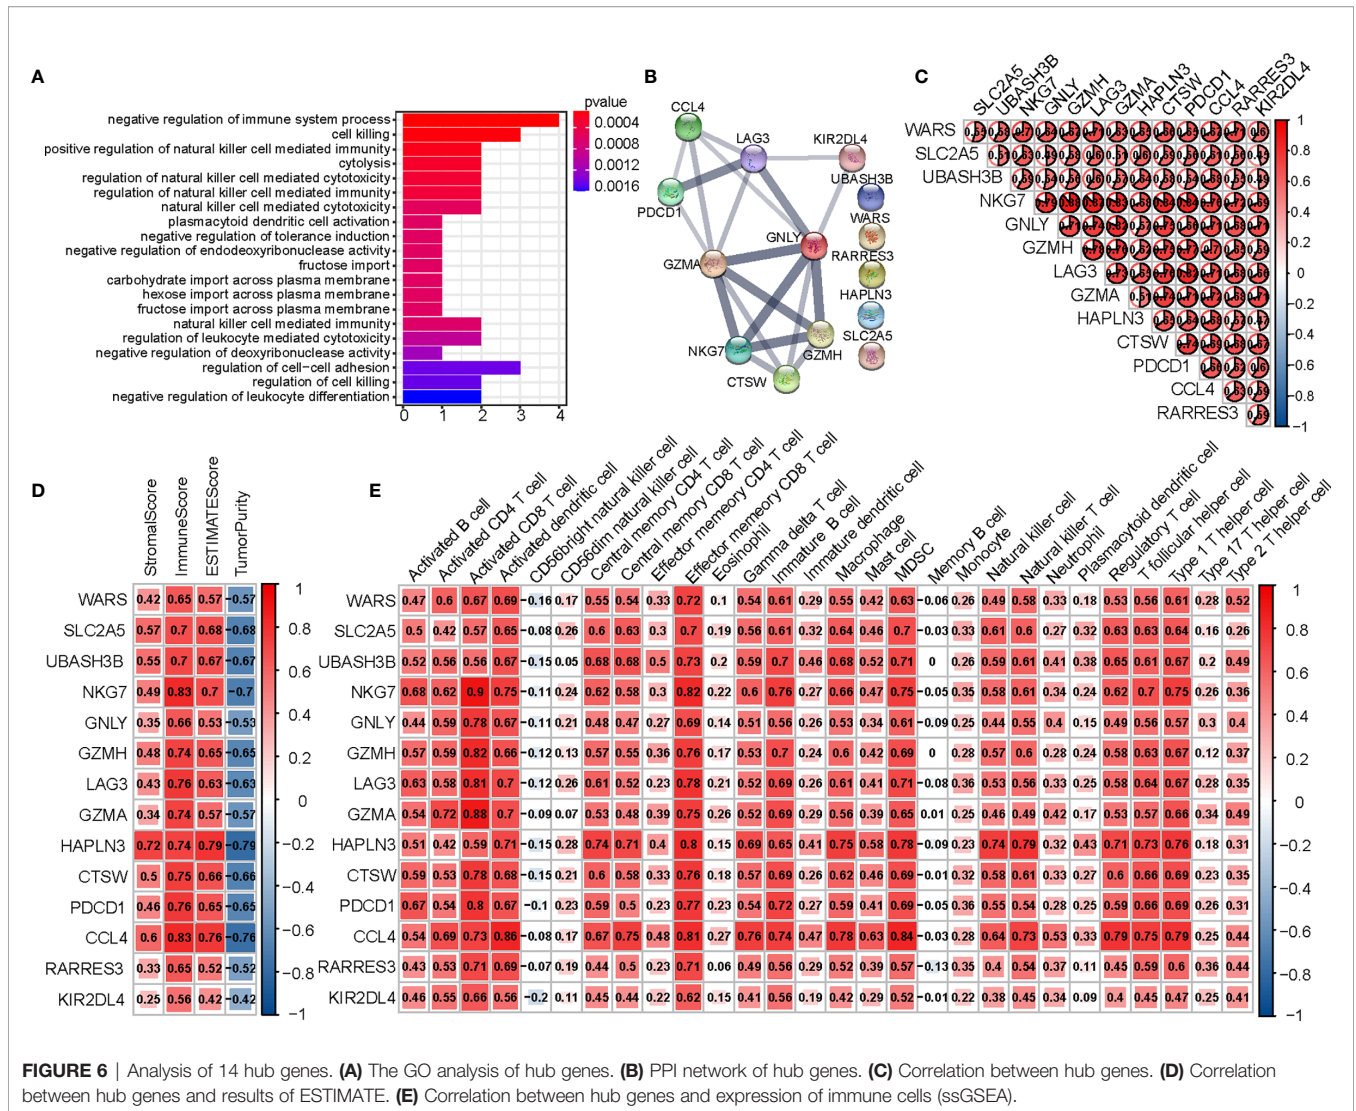 A
negative regulation of immune system process
cell killing
positive regulation of natural killer cell mediated immunity
cytolysis
regulation of natural killer cell mediated cytotoxicity
regulation of natural killer cell mediated immunity
natural killer cell mediated cytotoxicity
plasmacytoid dendritic cell activation
negative regulation of tolerance induction
negative regulation of endodeoxyribonuclease activity
fructose import
carbohydrate import across plasma membrane
hexose import across plasma membrane
fructose import across plasma membrane
natural killer cell mediated immunity
regulation of leukocyte mediated cytotoxicity
negative regulation of deoxyribonuclease activity
regulation of cell−cell adhesion
regulation of cell killing
negative regulation of leukocyte differentiation
0 1 2 3 4
pvalue
0.0004
0.0008
0.0012
0.0016
B
CCL4
LAG3
KIR2DL4
UBASH3B
PDCD1
WARS
GNLY
RARRES3
GZMA
HAPLN3
SLC2A5
NKG7
GZMH
CTSW
C
SLC2A5 UBASH3B NKG7 GNLY GZMH LAG3 GZMA HAPLN3 CTSW PDCD1 CCL4 RARRES3 KIR2DL4
WARS
SLC2A5
UBASH3B
NKG7
GNLY
GZMH
LAG3
GZMA
HAPLN3
CTSW
PDCD1
CCL4
RARRES3
1
0.8
0.6
0.4
0.2
0
−0.2
−0.4
−0.6
−0.8
−1
D
StromalScore ImmuneScore ESTIMATEScore TumorPurity
WARS 0.42 0.65 0.57 −0.57
SLC2A5 0.57 0.7 0.68 −0.68
UBASH3B 0.55 0.7 0.67 −0.67
NKG7 0.49 0.83 0.7 −0.7
GNLY 0.35 0.66 0.53 −0.53
GZMH 0.48 0.74 0.65 −0.65
LAG3 0.43 0.76 0.63 −0.63
GZMA 0.34 0.74 0.57 −0.57
HAPLN3 0.72 0.74 0.79 −0.79
CTSW 0.5 0.75 0.66 −0.66
PDCD1 0.46 0.76 0.65 −0.65
CCL4 0.6 0.83 0.76 −0.76
RARRES3 0.33 0.65 0.52 −0.52
KIR2DL4 0.25 0.56 0.42 −0.42
1
0.8
0.6
0.4
0.2
0
−0.2
−0.4
−0.6
−0.8
−1
E
Activated B cell
Activated CD4 T cell
Activated CD8 T cell
Activated dendritic cell
CD56bright natural killer cell
CD56dim natural killer cell
Central memory CD4 T cell
Central memory CD8 T cell
Effector memeory CD4 T cell
Effector memeory CD8 T cell
Eosinophil
Gamma delta T cell
Immature B cell
Immature dendritic cell
Macrophage
Mast cell
MDSC
Memory B cell
Monocyte
Natural killer cell
Natural killer T cell
Neutrophil
Plasmacytoid dendritic cell
Regulatory T cell
T follicular helper cell
Type 1 T helper cell
Type 17 T helper cell
Type 2 T helper cell
WARS 0.47 0.6 0.67 0.69 −0.16 0.17 0.55 0.54 0.33 0.72 0.1 0.54 0.61 0.29 0.55 0.42 0.63 −0.06 0.26 0.49 0.58 0.33 0.18 0.53 0.56 0.61 0.28 0.52
SLC2A5 0.5 0.42 0.57 0.65 −0.08 0.26 0.6 0.63 0.3 0.7 0.19 0.56 0.61 0.32 0.64 0.46 0.7 −0.03 0.33 0.61 0.6 0.27 0.32 0.63 0.63 0.64 0.16 0.26
UBASH3B 0.52 0.56 0.56 0.67 −0.15 0.05 0.68 0.68 0.5 0.73 0.2 0.59 0.7 0.46 0.68 0.52 0.71 0 0.26 0.59 0.61 0.41 0.38 0.65 0.61 0.67 0.2 0.49
NKG7 0.68 0.62 0.9 0.75 −0.11 0.24 0.62 0.58 0.3 0.82 0.22 0.6 0.76 0.27 0.66 0.47 0.75 −0.05 0.35 0.58 0.61 0.34 0.24 0.62 0.7 0.75 0.26 0.36
GNLY 0.44 0.59 0.78 0.67 −0.11 0.21 0.48 0.47 0.27 0.69 0.14 0.51 0.56 0.26 0.53 0.34 0.61 −0.09 0.25 0.44 0.55 0.4 0.15 0.49 0.56 0.57 0.3 0.4
GZMH 0.57 0.59 0.82 0.66 −0.12 0.13 0.57 0.55 0.36 0.76 0.17 0.53 0.7 0.24 0.6 0.42 0.69 0 0.28 0.57 0.6 0.28 0.24 0.58 0.63 0.67 0.12 0.37
LAG3 0.63 0.58 0.81 0.7 −0.12 0.26 0.61 0.52 0.23 0.78 0.21 0.52 0.69 0.26 0.61 0.41 0.71 −0.08 0.36 0.53 0.56 0.33 0.25 0.58 0.64 0.67 0.28 0.35
GZMA 0.54 0.72 0.88 0.7 −0.09 0.07 0.53 0.48 0.39 0.75 0.26 0.52 0.69 0.28 0.56 0.39 0.65 0.01 0.25 0.46 0.49 0.42 0.17 0.53 0.57 0.66 0.34 0.49
HAPLN3 0.51 0.42 0.59 0.71 −0.15 0.28 0.74 0.71 0.4 0.8 0.15 0.69 0.65 0.41 0.75 0.58 0.78 −0.09 0.23 0.74 0.79 0.32 0.43 0.71 0.73 0.76 0.18 0.31
CTSW 0.59 0.53 0.78 0.68 −0.15 0.21 0.6 0.58 0.33 0.76 0.18 0.57 0.69 0.26 0.62 0.46 0.69 −0.01 0.32 0.58 0.61 0.33 0.27 0.6 0.66 0.69 0.23 0.35
PDCD1 0.67 0.54 0.8 0.67 −0.1 0.23 0.59 0.5 0.23 0.77 0.23 0.54 0.72 0.27 0.59 0.41 0.69 −0.05 0.36 0.55 0.54 0.28 0.25 0.59 0.66 0.69 0.26 0.31
CCL4 0.54 0.69 0.73 0.86 −0.08 0.17 0.67 0.75 0.48 0.81 0.27 0.76 0.74 0.47 0.78 0.63 0.84 −0.03 0.28 0.64 0.73 0.53 0.33 0.79 0.75 0.79 0.25 0.44
RARRES3 0.43 0.53 0.71 0.69 −0.07 0.19 0.44 0.5 0.23 0.71 0.06 0.49 0.56 0.29 0.52 0.39 0.57 −0.13 0.35 0.4 0.54 0.37 0.11 0.45 0.59 0.6 0.36 0.44
KIR2DL4 0.46 0.55 0.66 0.56 −0.2 0.11 0.45 0.44 0.22 0.62 0.15 0.41 0.56 0.19 0.42 0.29 0.52 −0.01 0.22 0.38 0.45 0.34 0.09 0.4 0.45 0.47 0.25 0.41
1
0.8
0.6
0.4
0.2
0
−0.2
−0.4
−0.6
−0.8
−1
FIGURE 6 | Analysis of 14 hub genes. (A) The GO analysis of hub genes. (B) PPI network of hub genes. (C) Correlation between hub genes. (D) Correlation
between hub genes and results of ESTIMATE. (E) Correlation between hub genes and expression of immune cells (ssGSEA).